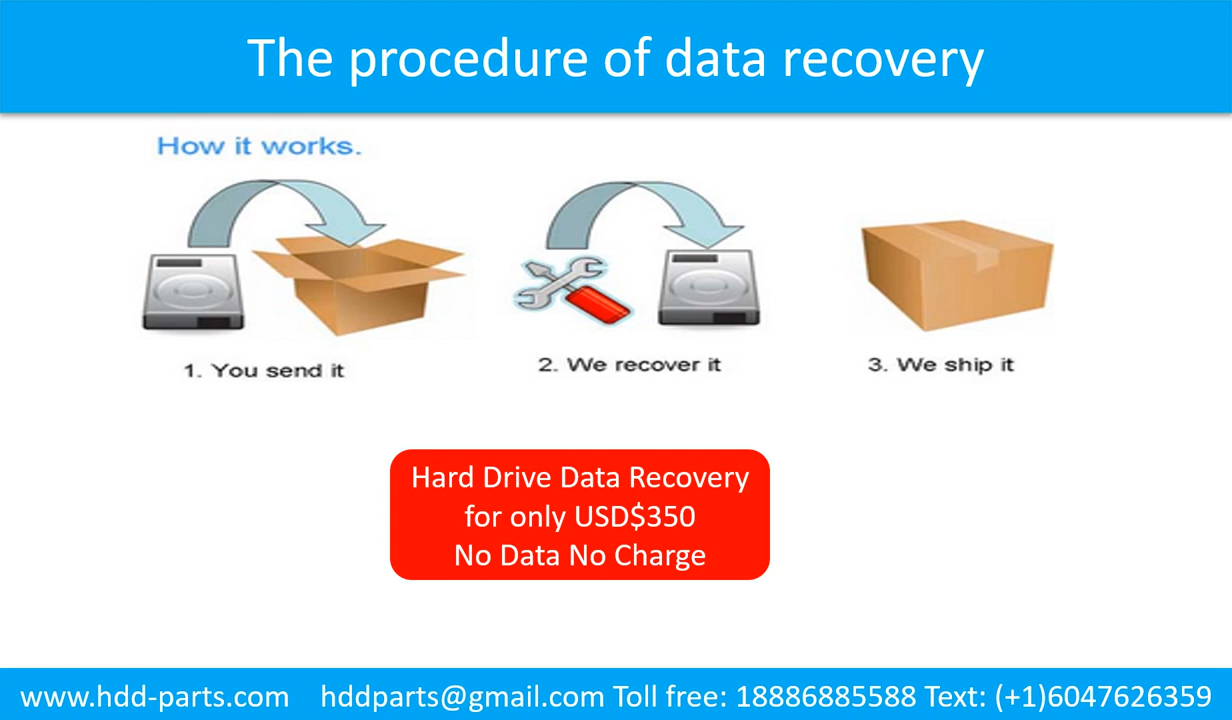 The procedure of data recovery
How it works.
1. You send it
2. We recover it
3. We ship it
Hard Drive Data Recovery
for only USD$350
No Data No Charge
www.hdd-parts.com hddparts@gmail.com Toll free: 18886885588 Text: (+1)6047626359